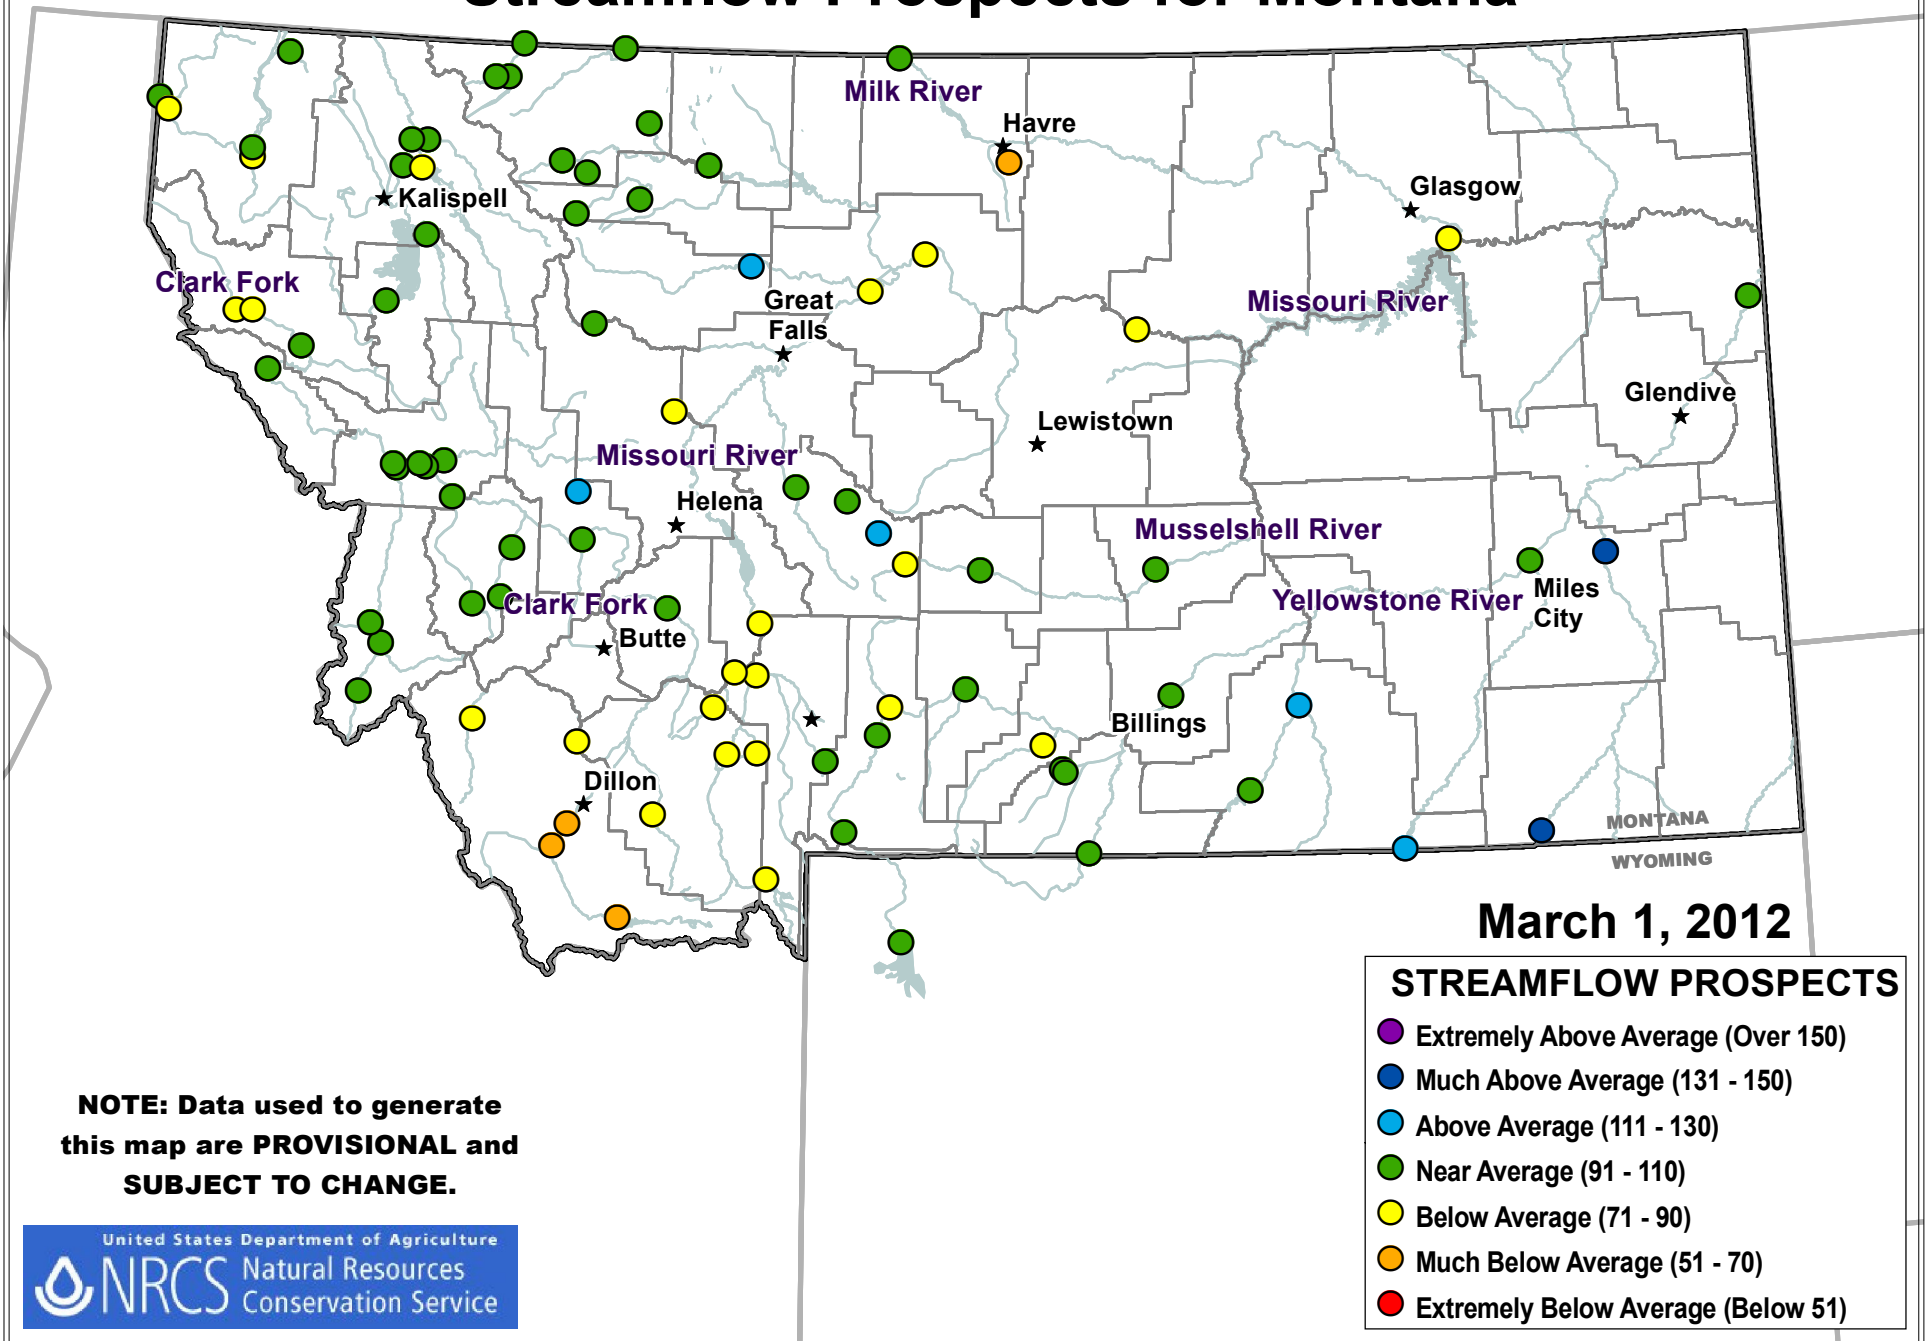 Streamflow Prospects for Montana
Milk River
Havre
Glasgow
Kalispell
Clark Fork
Great
Falls
Missouri River
Glendive
Lewistown
Missouri River
Helena
Musselshell River
Clark Fork
Butte
Yellowstone River
Miles
City
Billings
Dillon
MONTANA
WYOMING
March 1, 2012
STREAMFLOW PROSPECTS
Extremely Above Average (Over 150)
Much Above Average (131 - 150)
Above Average (111 - 130)
Near Average (91 - 110)
Below Average (71 - 90)
Much Below Average (51 - 70)
Extremely Below Average (Below 51)
NOTE: Data used to generate
this map are PROVISIONAL and
SUBJECT TO CHANGE.
United States Department of Agriculture
NRCS
Natural Resources
Conservation Service